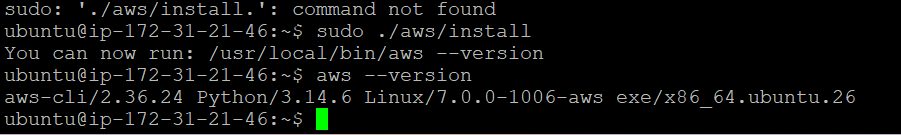 sudo: './aws/install.': command not found
ubuntu@ip-172-31-21-46:~$ sudo ./aws/install
You can now run: /usr/local/bin/aws --version
ubuntu@ip-172-31-21-46:~$ aws --version
aws-cli/2.36.24 Python/3.14.6 Linux/7.0.0-1006-aws exe/x86_64.ubuntu.26
ubuntu@ip-172-31-21-46:~$